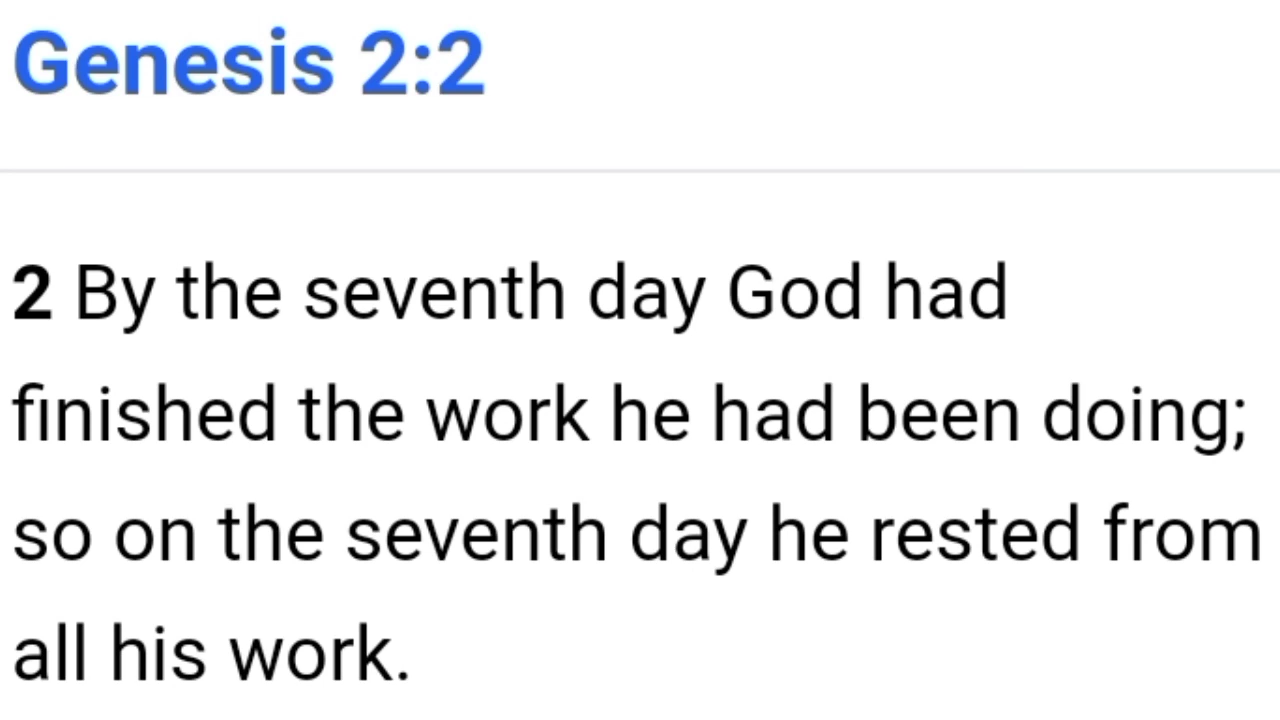 Genesis 2:2
2 By the seventh day God had
finished the work he had been doing;
so on the seventh day he rested from
all his work.